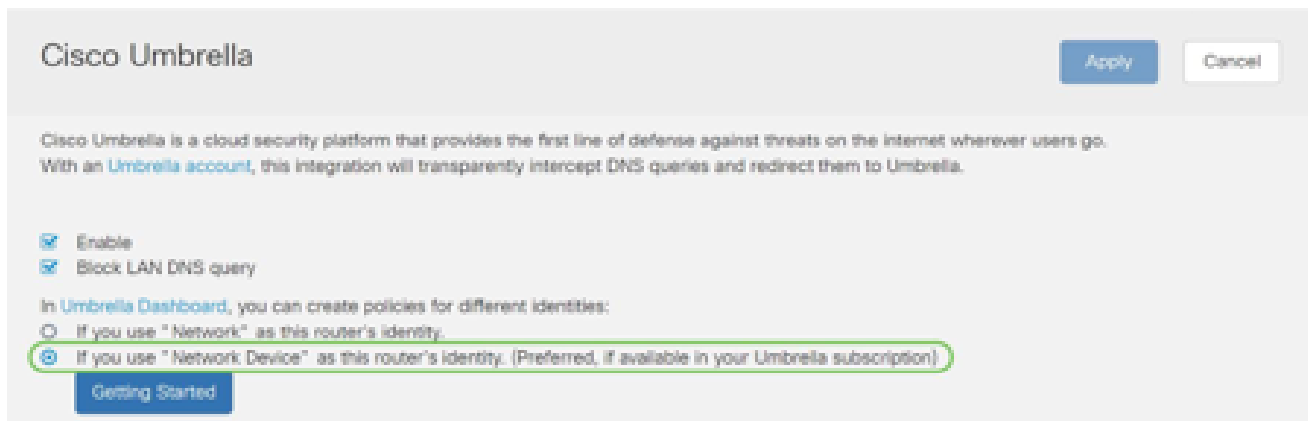 Cisco Umbrella
Apply
Cancel
Cisco Umbrella is a cloud security platform that provides the first line of defense against threats on the internet wherever users go.
With an Umbrella account, this integration will transparently intercept DNS queries and redirect them to Umbrella.
Enable
Block LAN DNS query
In Umbrella Dashboard, you can create policies for different identities:
If you use "Network" as this router's identity.
If you use "Network Device" as this router's identity. (Preferred, if available in your Umbrella subscription)
Getting Started